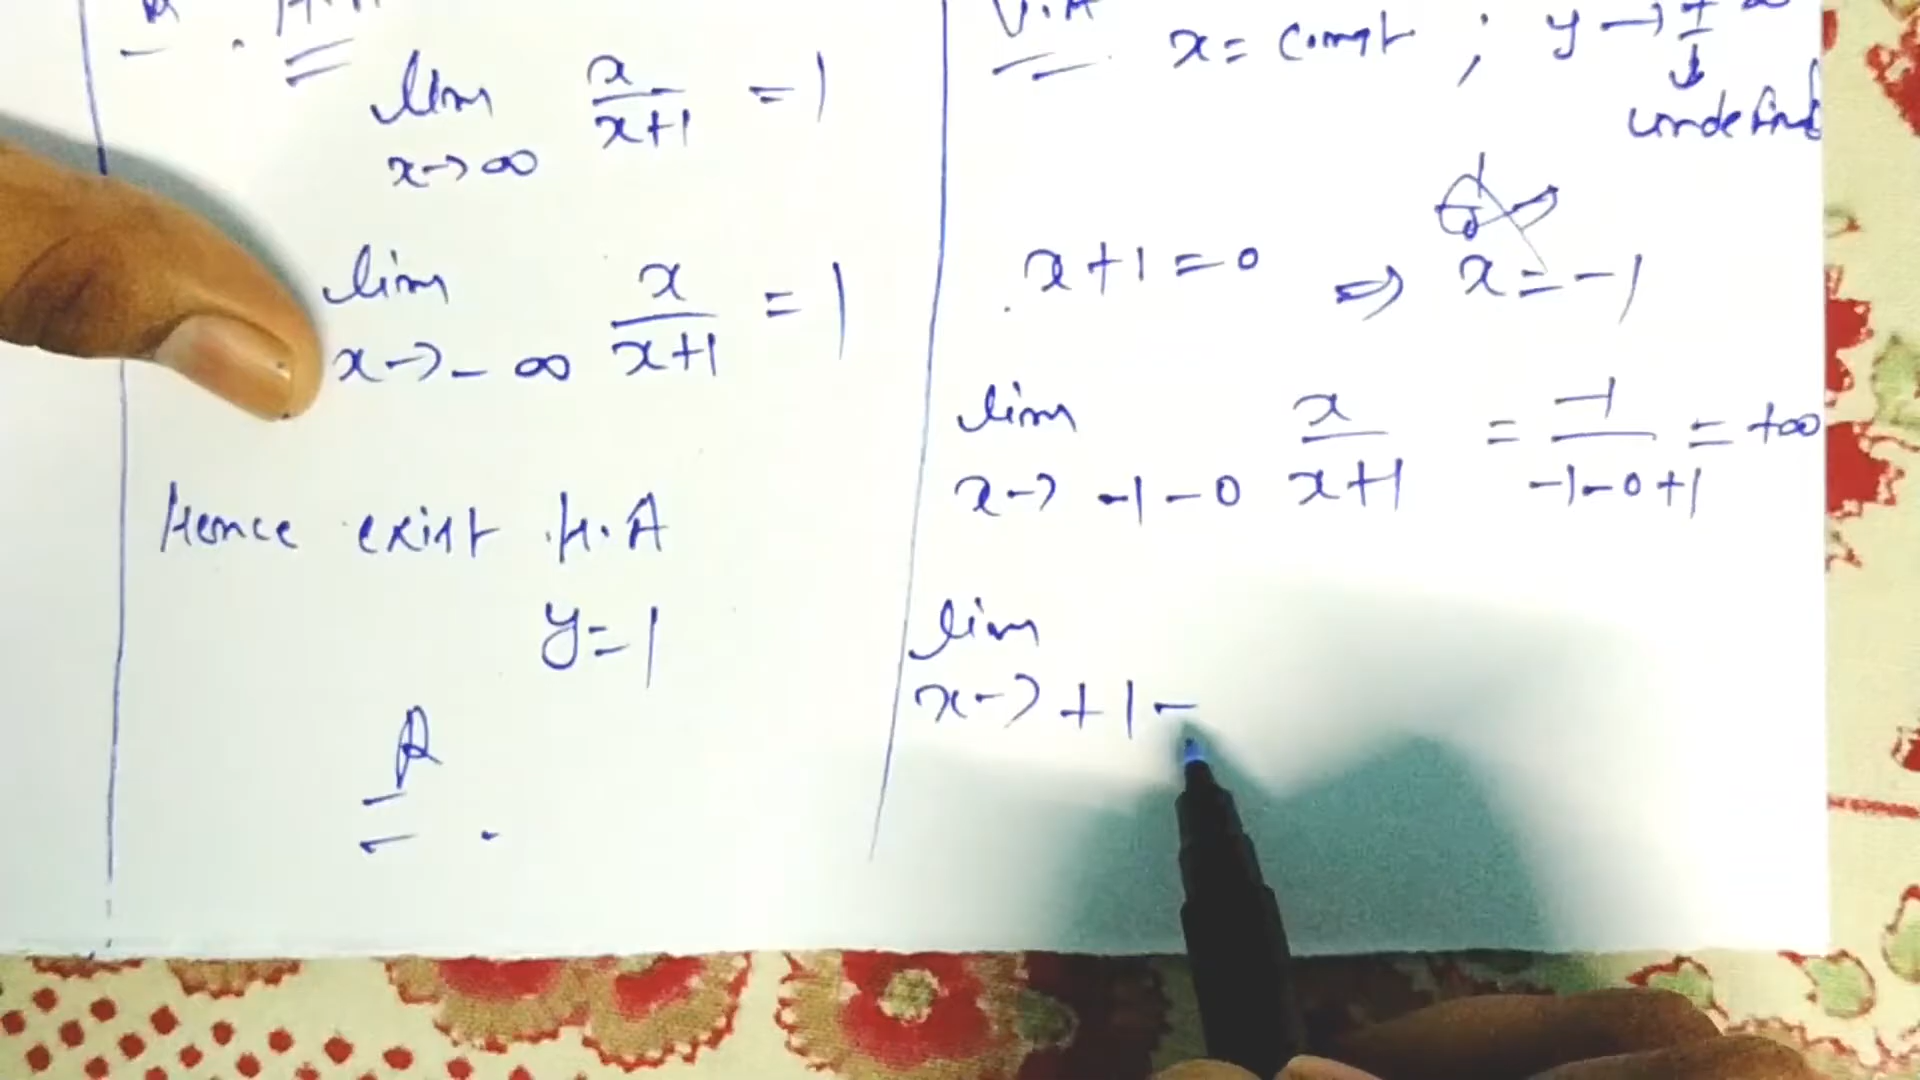 lim x/(x+1) = 1
x→∞
lim x/(x+1) = 1
x→-∞
Hence exist H.A
y=1
V.A
x = const ; y → ±∞
↓
undefind
x+1=0 ⇒ x=-1
lim x/(x+1) = -1/(-1-0+1) = +∞
x→ -1-0
lim
x→ +1-